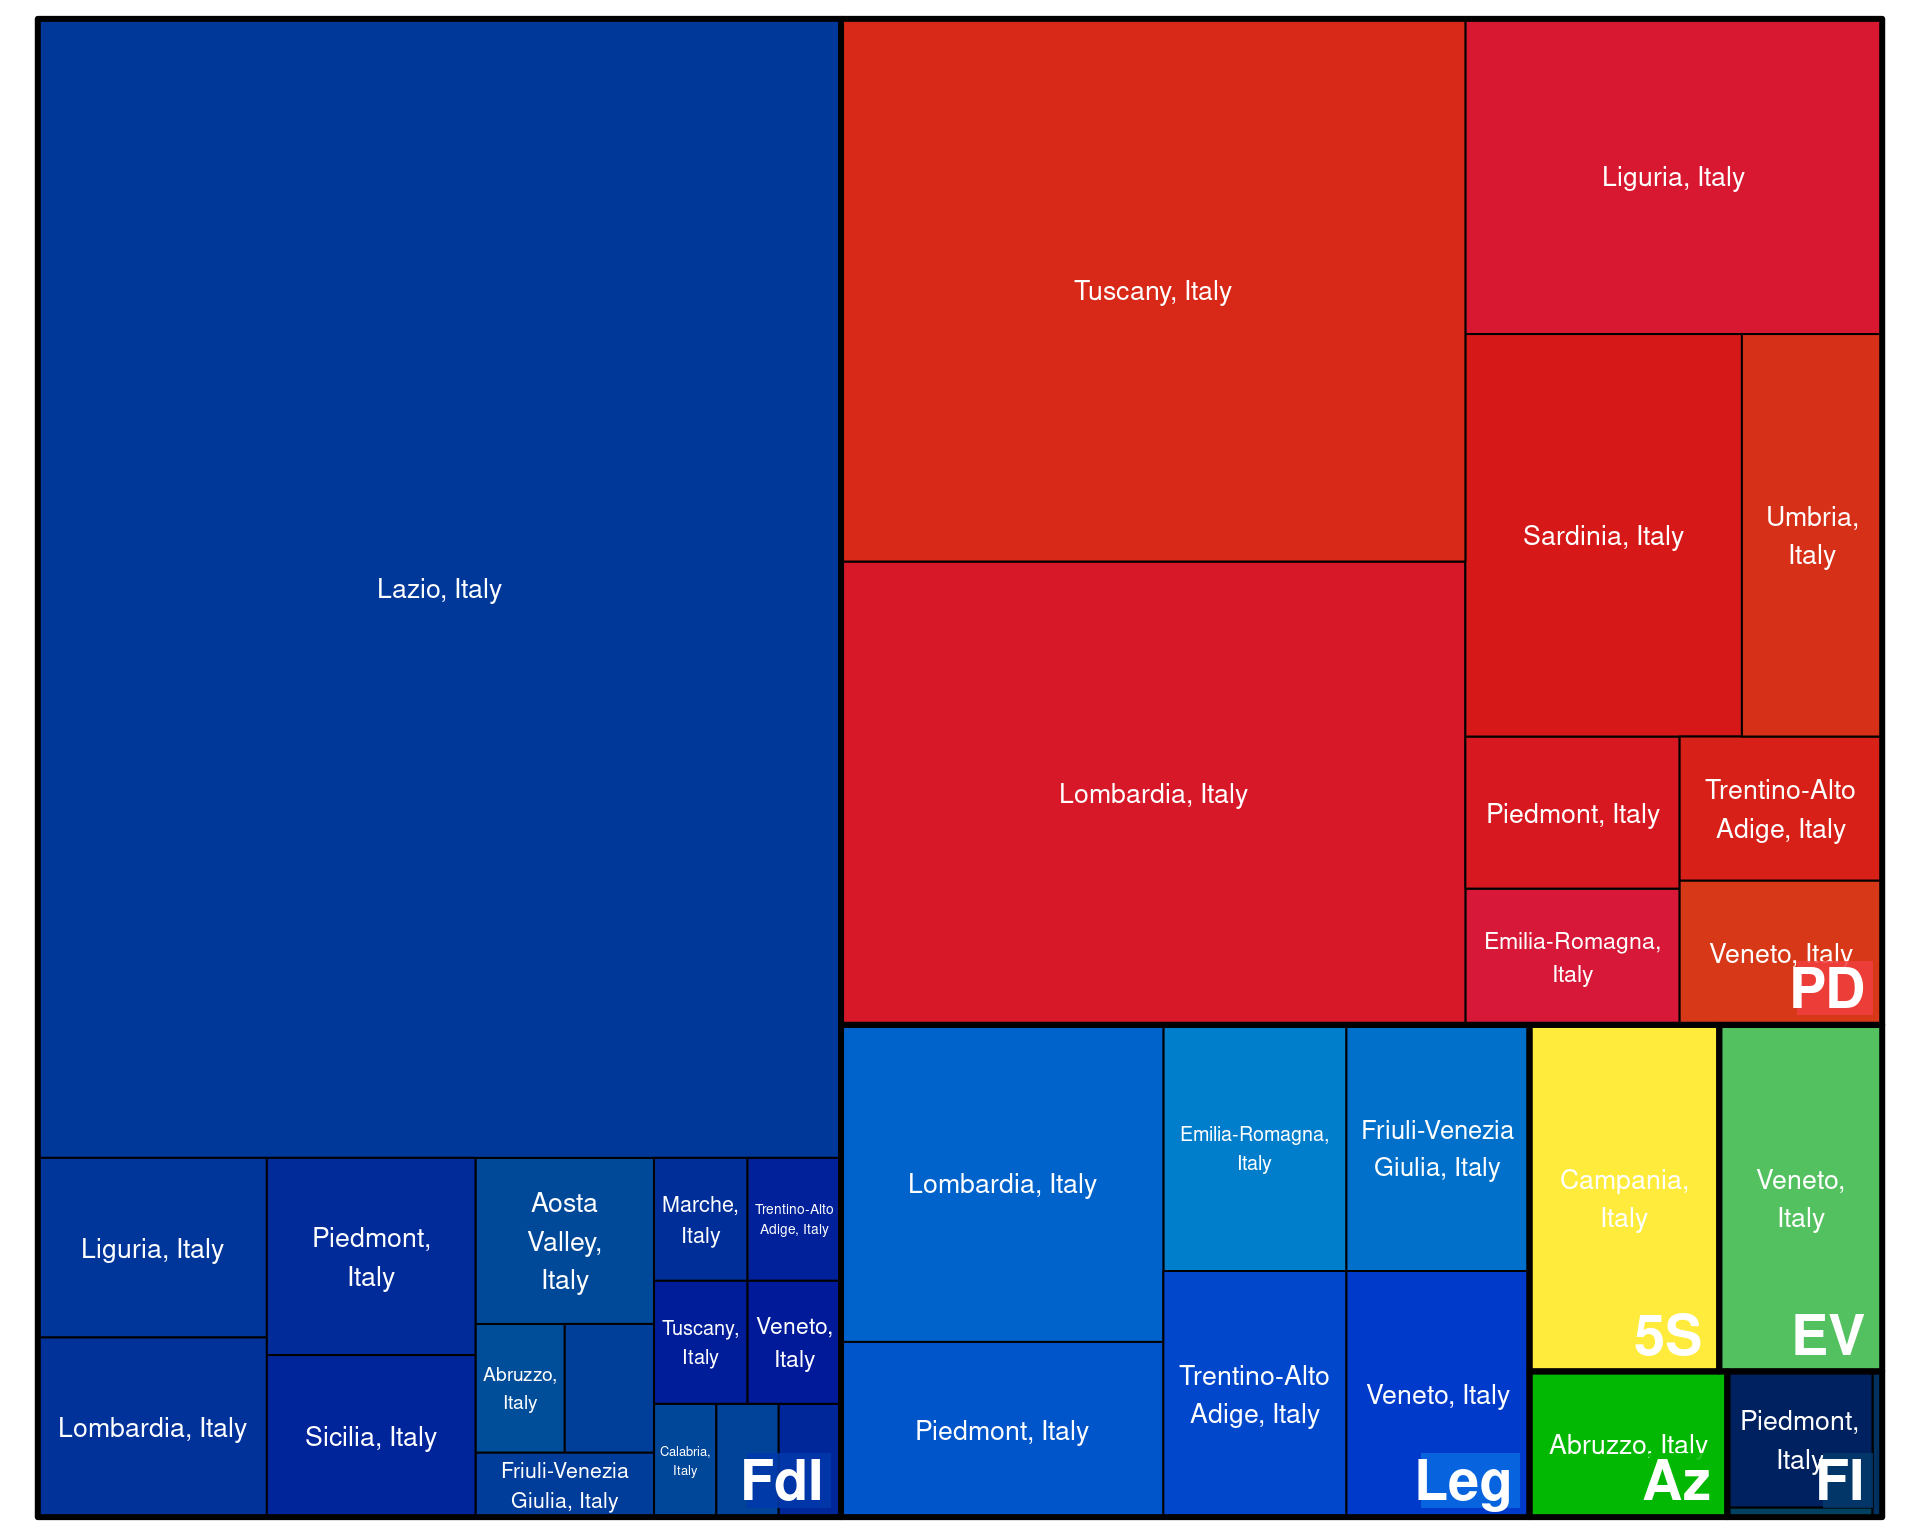 Lazio, Italy
Liguria, Italy
Lombardia, Italy
Piedmont,
Italy
Sicilia, Italy
Aosta
Valley,
Italy
Abruzzo,
Italy
Friuli-Venezia
Giulia, Italy
Marche,
Italy
Trentino-Alto
Adige, Italy
Tuscany,
Italy
Veneto,
Italy
Calabria,
Italy
FdI
Tuscany, Italy
Lombardia, Italy
Liguria, Italy
Sardinia, Italy
Umbria,
Italy
Piedmont, Italy
Trentino-Alto
Adige, Italy
Emilia-Romagna,
Italy
Veneto, Italy
PD
Lombardia, Italy
Piedmont, Italy
Emilia-Romagna,
Italy
Friuli-Venezia
Giulia, Italy
Trentino-Alto
Adige, Italy
Veneto, Italy
Leg
Campania,
Italy
5S
Veneto,
Italy
EV
Abruzzo, Italy
Az
Piedmont,
Italy
FI